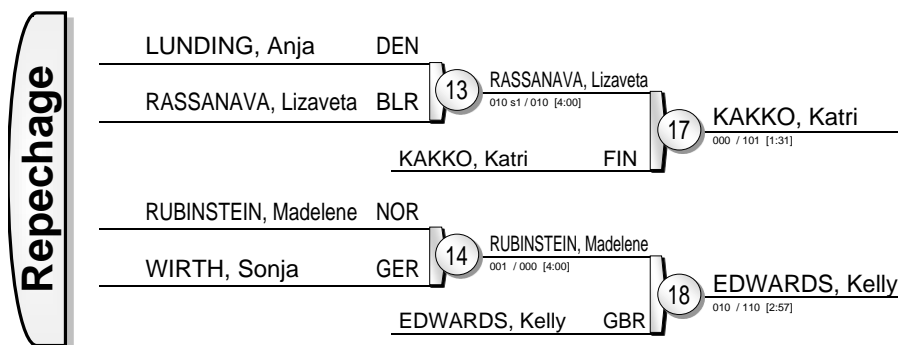 Repechage
LUNDING, Anja DEN
RASSANAVA, Lizaveta BLR
13
RASSANAVA, Lizaveta
010 s1 / 010 [4:00]
KAKKO, Katri FIN
17
KAKKO, Katri
000 / 101 [1:31]
RUBINSTEIN, Madelene NOR
WIRTH, Sonja GER
14
RUBINSTEIN, Madelene
001 / 000 [4:00]
EDWARDS, Kelly GBR
18
EDWARDS, Kelly
010 / 110 [2:57]